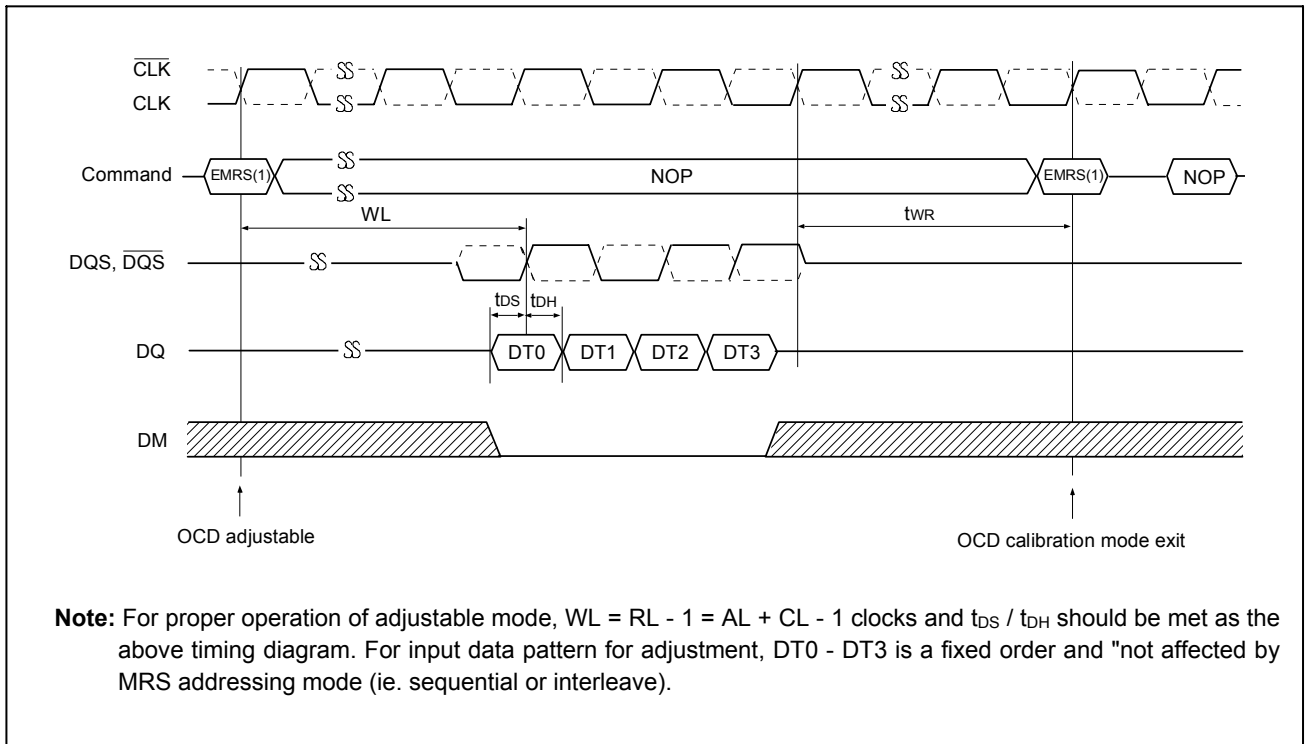 CLK
CLK
Command
EMRS(1)
NOP
EMRS(1)
NOP
WL
tWR
DQS, DQS
tDS
tDH
DQ
DT0
DT1
DT2
DT3
DM
OCD adjustable
OCD calibration mode exit
Note: For proper operation of adjustable mode, WL = RL - 1 = AL + CL - 1 clocks and tDS / tDH should be met as the
above timing diagram. For input data pattern for adjustment, DT0 - DT3 is a fixed order and "not affected by
MRS addressing mode (ie. sequential or interleave).